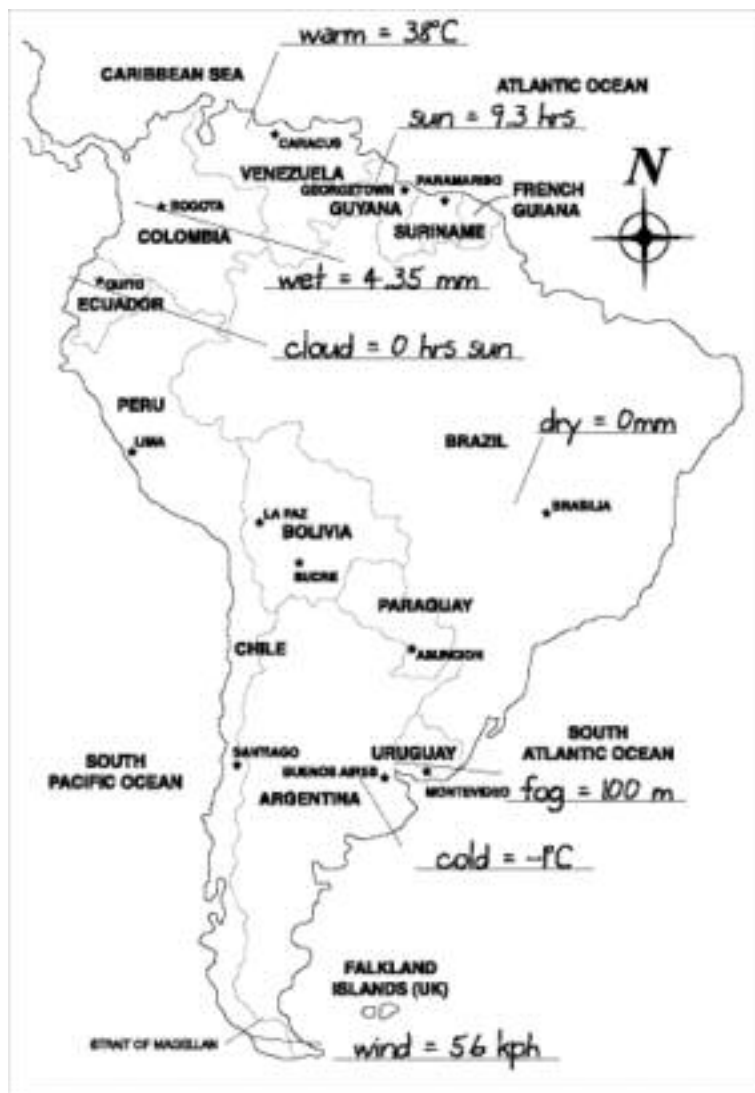 warm = 38°C
CARIBBEAN SEA
ATLANTIC OCEAN
sun = 9.3 hrs
CARACUS
VENEZUELA
GEORGETOWN
PARAMARIBO
FRENCH
GUIANA
GUYANA
BOGOTA
SURINAME
COLOMBIA
N
wet = 4.35 mm
QUITO
ECUADOR
cloud = 0 hrs sun
PERU
dry = 0mm
LIMA
BRAZIL
BRASILIA
LA PAZ
BOLIVIA
SUCRE
PARAGUAY
CHILE
ASUNCION
SOUTH
PACIFIC OCEAN
SANTIAGO
URUGUAY
SOUTH
ATLANTIC OCEAN
BUENOS AIRES
ARGENTINA
MONTEVIDEO
fog = 100 m
cold = -1°C
FALKLAND
ISLANDS (UK)
STRAIT OF MAGELLAN
wind = 56 kph